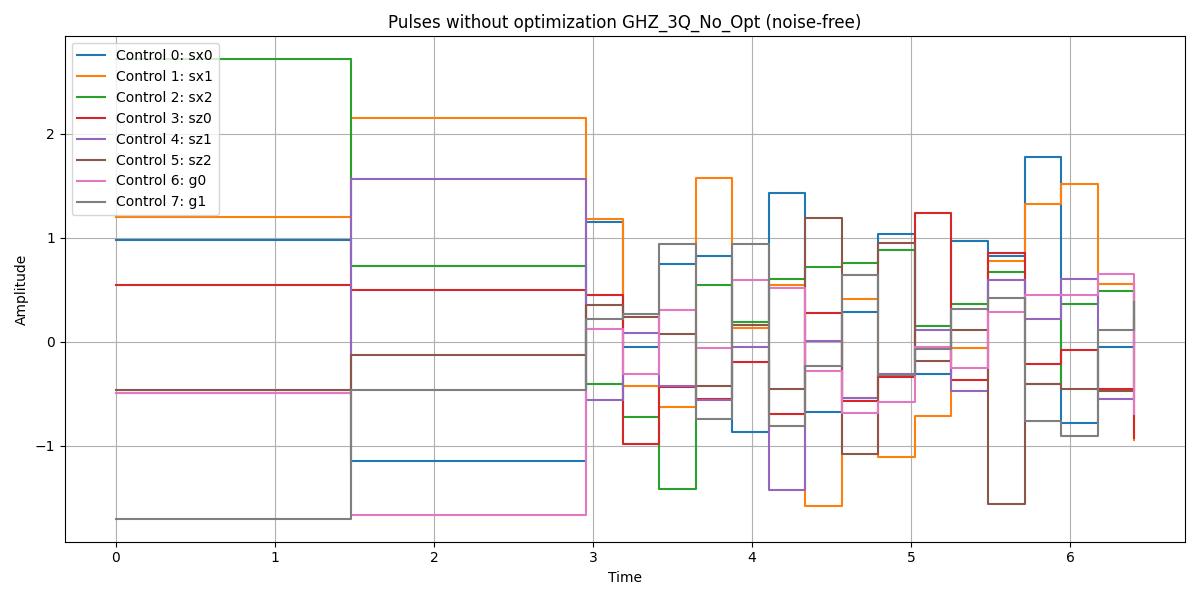 Pulses without optimization GHZ_3Q_No_Opt (noise-free)
Control 0: sx0
Control 1: sx1
Control 2: sx2
Control 3: sz0
Control 4: sz1
Control 5: sz2
Control 6: g0
Control 7: g1
Amplitude
2
1
0
−1
0 1 2 3 4 5 6
Time